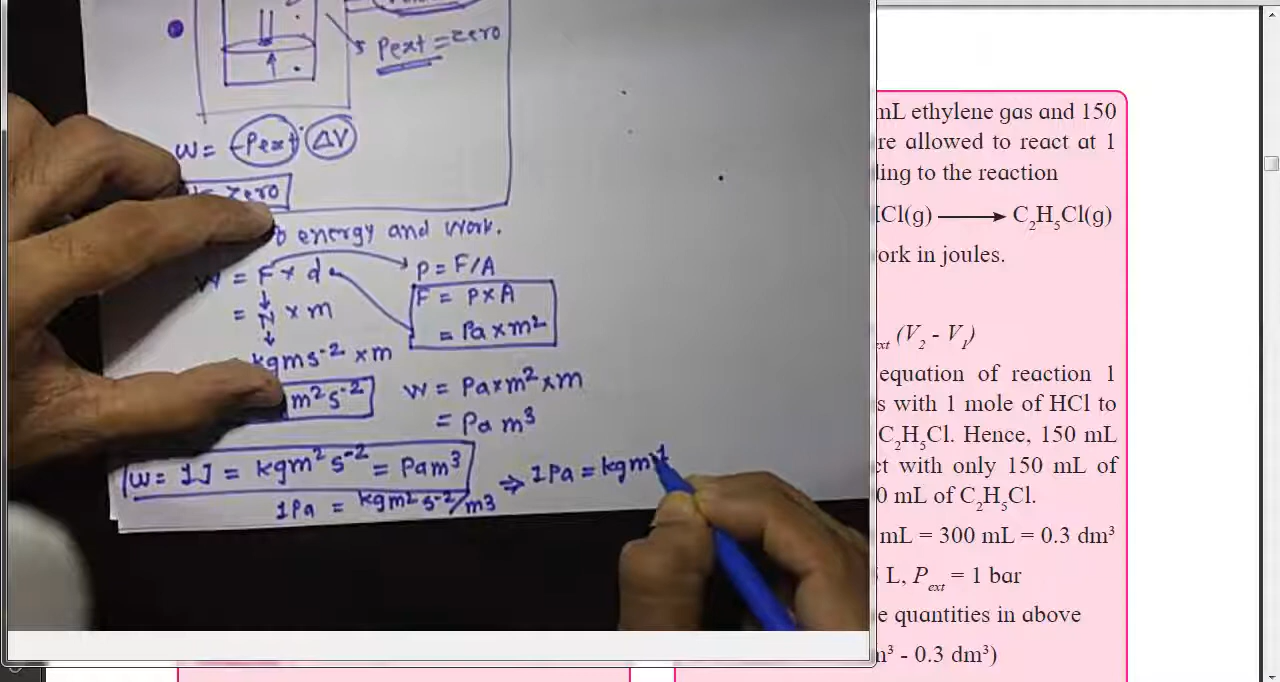 Pext = zero
W = -Pext · ΔV
zero
energy and work.
W = F × d
P = F/A
= N × m
F = P × A
= Pa × m²
kgms⁻² × m
m²s⁻²
W = Pa × m² × m
= Pa m³
W = 1J = kgm²s⁻² = Pam³
1Pa = kgm²s⁻²/m3 ⇒ 1Pa = kgm
mL ethylene gas and 150
re allowed to react at 1
ling to the reaction
HCl(g) ⟶ C₂H₅Cl(g)
ork in joules.
ext (V₂ - V₁)
equation of reaction 1
s with 1 mole of HCl to
C₂H₅Cl. Hence, 150 mL
ct with only 150 mL of
0 mL of C₂H₅Cl.
mL = 300 mL = 0.3 dm³
L, Pext = 1 bar
e quantities in above
m³ - 0.3 dm³)